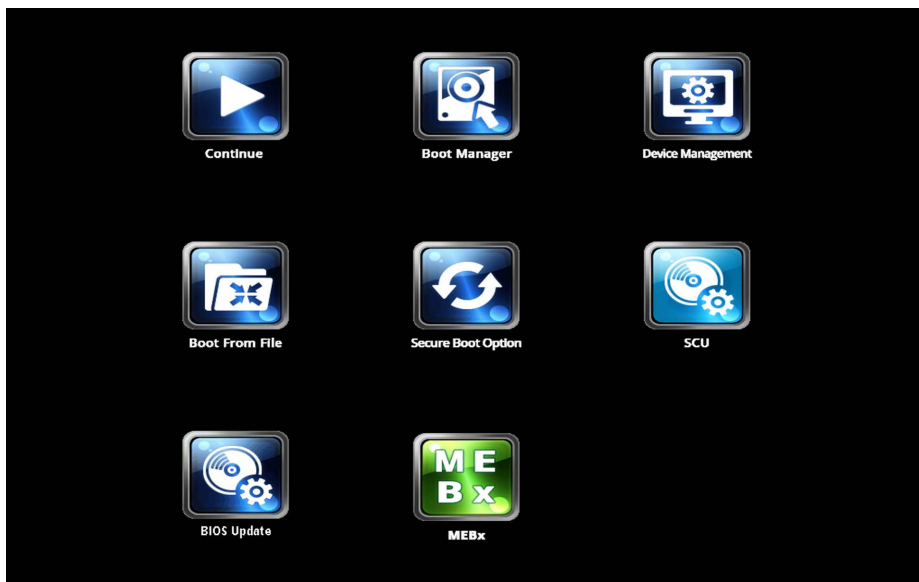 Continue
Boot Manager
Device Management
Boot From File
Secure Boot Option
SCU
BIOS Update
M E
B x
MEBx